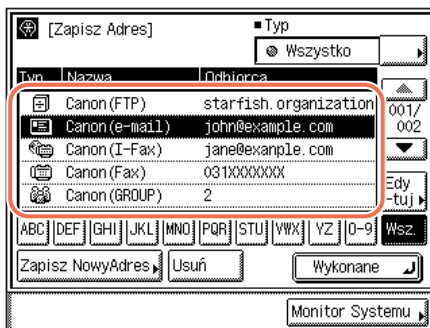 [Zapisz Adres]
Typ
Wszystko
Typ Nazwa Odbiorca
Canon(FTP) starfish.organization
Canon(e-mail) john@example.com
Canon(I-Fax) jane@exanple.com
Canon(Fax) 031XXXXXX
Canon(GROUP) 2
001/
002
Edy
-tuj
ABC DEF GHI JKL MNO PQR STU VWX YZ 0-9 Wsz.
Zapisz NowyAdres Usuń Wykonane
Monitor Systemu